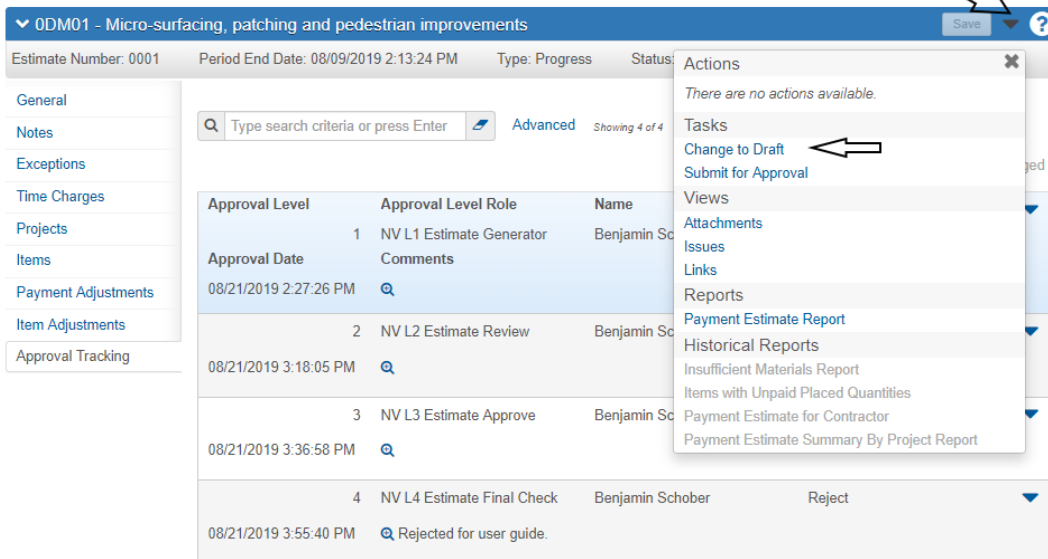 0DM01 - Micro-surfacing, patching and pedestrian improvements Save ?
Estimate Number: 0001 Period End Date: 08/09/2019 2:13:24 PM Type: Progress Status:
General
Notes
Exceptions
Time Charges
Projects
Items
Payment Adjustments
Item Adjustments
Approval Tracking
Type search criteria or press Enter Advanced Showing 4 of 4
Approval Level Approval Level Role Name
1 NV L1 Estimate Generator Benjamin Sc
Approval Date Comments
08/21/2019 2:27:26 PM
2 NV L2 Estimate Review Benjamin Sc
08/21/2019 3:18:05 PM
3 NV L3 Estimate Approve Benjamin Sc
08/21/2019 3:36:58 PM
4 NV L4 Estimate Final Check Benjamin Schober Reject
08/21/2019 3:55:40 PM Rejected for user guide.
Actions
There are no actions available.
Tasks
Change to Draft
Submit for Approval
Views
Attachments
Issues
Links
Reports
Payment Estimate Report
Historical Reports
Insufficient Materials Report
Items with Unpaid Placed Quantities
Payment Estimate for Contractor
Payment Estimate Summary By Project Report